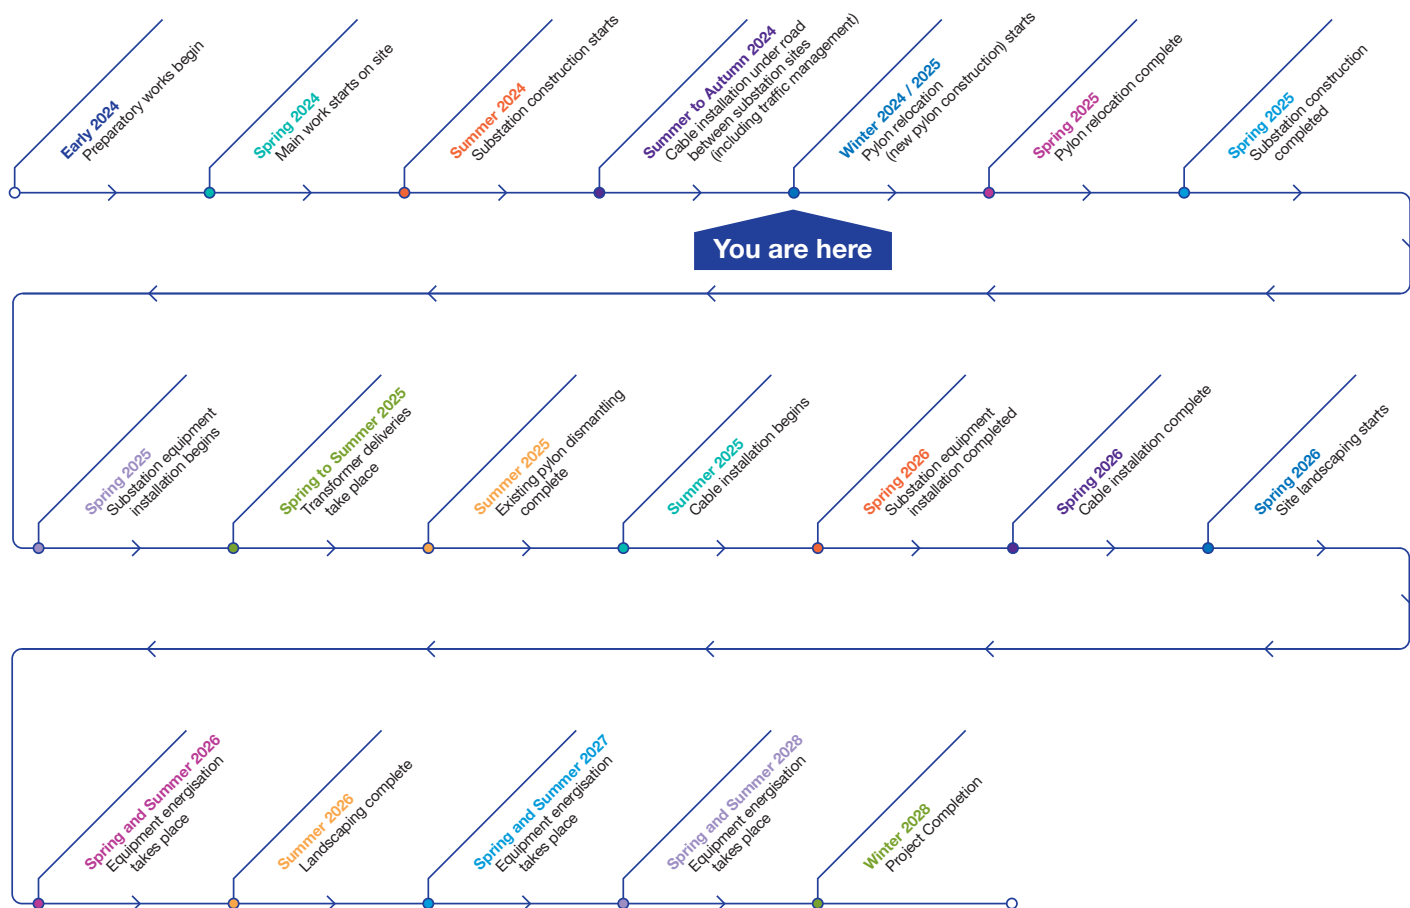 Early 2024
Preparatory works begin
Spring 2024
Main work starts on site
Summer 2024
Substation construction starts
Summer to Autumn 2024
Cable installation under road
between substation sites
(including traffic management)
Winter 2024 / 2025
Pylon relocation
(new pylon construction) starts
Spring 2025
Pylon relocation complete
Spring 2025
Substation construction
completed
You are here
Spring 2025
Substation equipment
installation begins
Spring to Summer 2025
Transformer deliveries
take place
Summer 2025
Existing pylon dismantling
complete
Summer 2025
Cable installation begins
Spring 2026
Substation equipment
installation completed
Spring 2026
Cable installation complete
Spring 2026
Site landscaping starts
Spring and Summer 2026
Equipment energisation
takes place
Summer 2026
Landscaping complete
Spring and Summer 2027
Equipment energisation
takes place
Spring and Summer 2028
Equipment energisation
takes place
Winter 2028
Project Completion